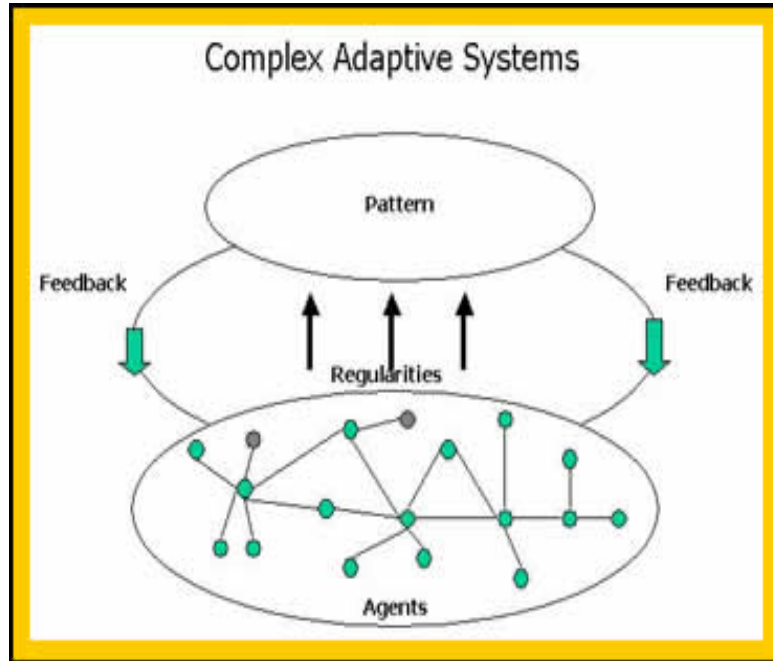 Complex Adaptive Systems
Pattern
Feedback
Feedback
Regularities
Agents